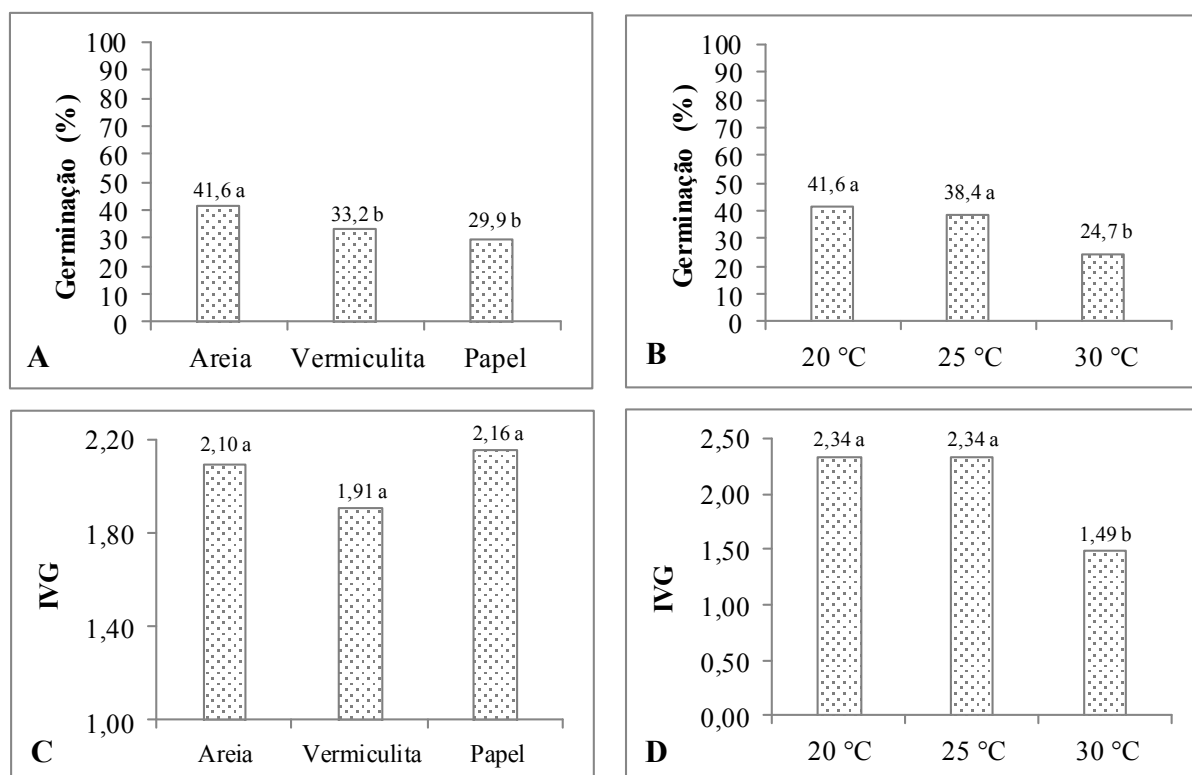 Germinação (%)
100
90
80
70
60
50
40
30
20
10
0
41,6 a
33,2 b
29,9 b
Areia Vermiculita Papel
A
Germinação (%)
100
90
80
70
60
50
40
30
20
10
0
41,6 a
38,4 a
24,7 b
20 °C 25 °C 30 °C
B
IVG
2,20
1,80
1,40
1,00
2,10 a
1,91 a
2,16 a
Areia Vermiculita Papel
C
IVG
2,50
2,00
1,50
1,00
0,50
0,00
2,34 a
2,34 a
1,49 b
20 °C 25 °C 30 °C
D